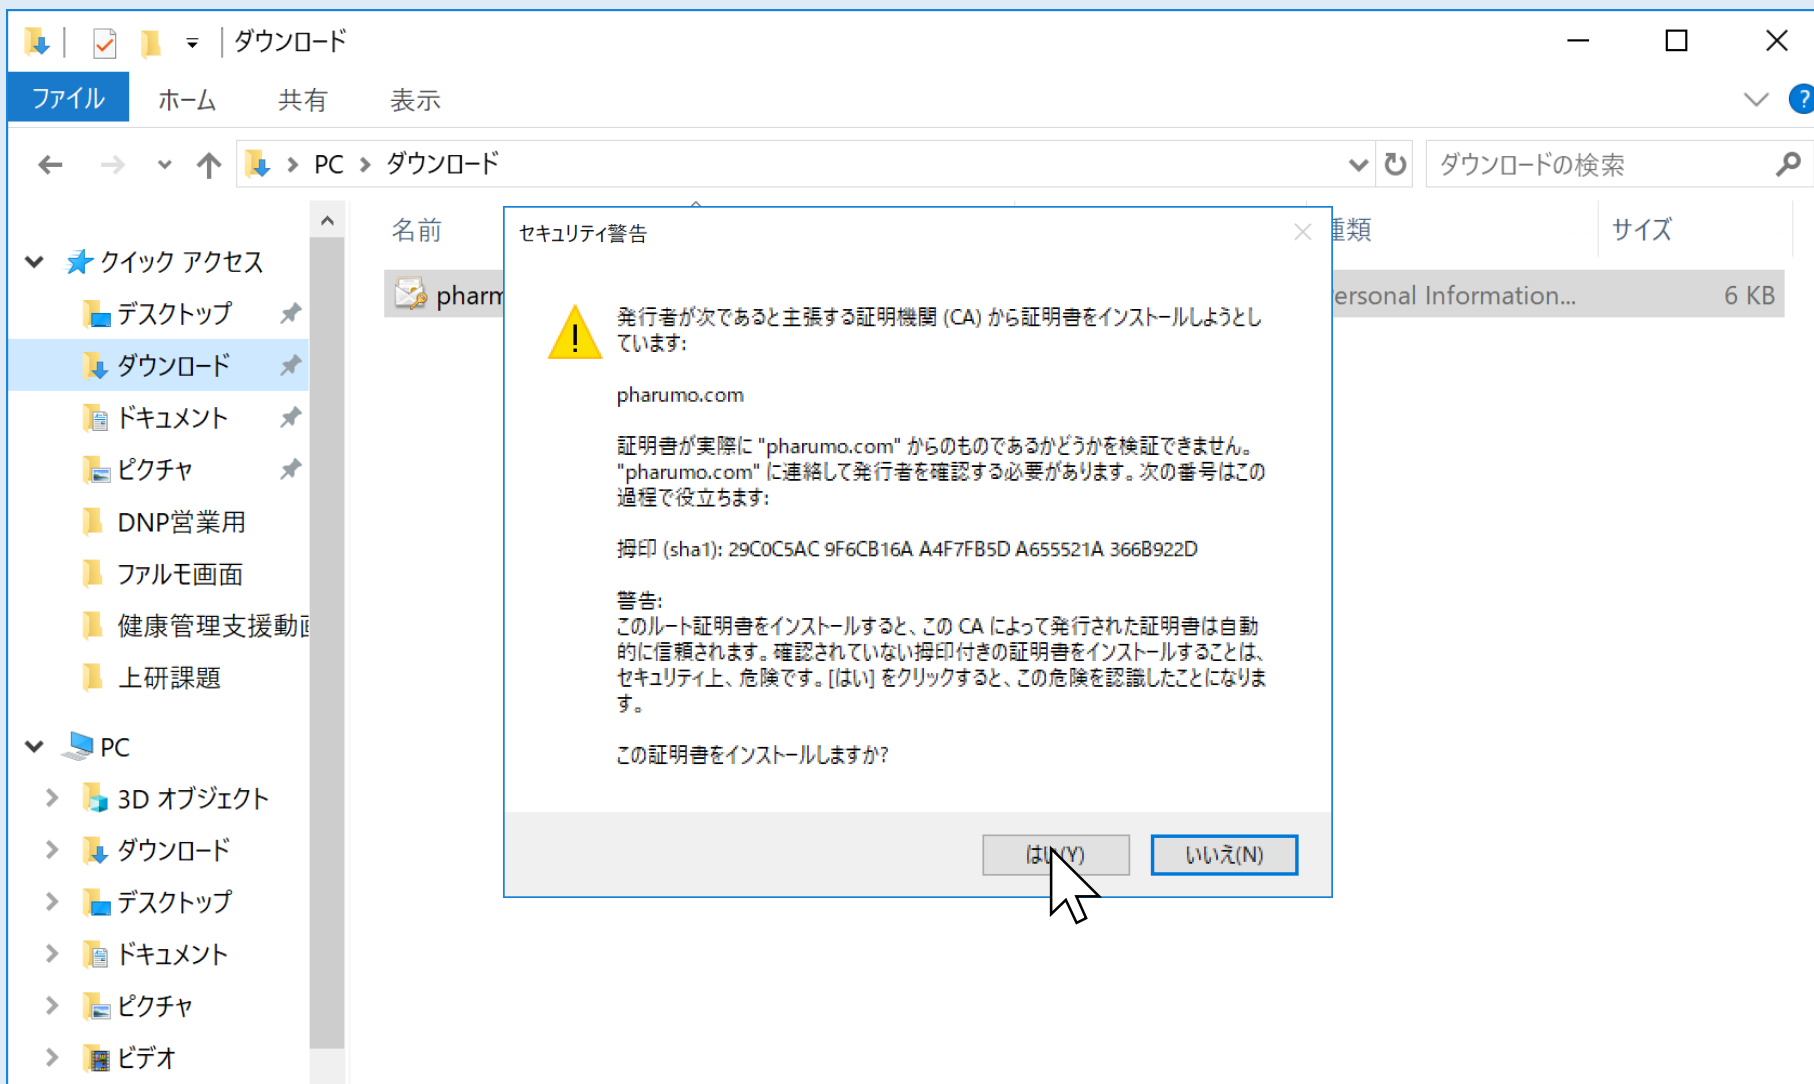 ダウンロード
ファイル ホーム 共有 表示
?
PC ダウンロード
ダウンロードの検索
名前
サイズ
クイック アクセス
デスクトップ
ダウンロード
ドキュメント
ピクチャ
DNP営業用
ファルモ画面
健康管理支援動画
上研課題
PC
3D オブジェクト
ダウンロード
デスクトップ
ドキュメント
ピクチャ
ビデオ
pharm
ersonal Information...
6 KB
セキュリティ警告
発行者が次であると主張する証明機関 (CA) から証明書をインストールしようとし
ています:
pharumo.com
証明書が実際に "pharumo.com" からのものであるかどうかを検証できません。
"pharumo.com" に連絡して発行者を確認する必要があります。次の番号はこの
過程で役立ちます:
拇印 (sha1): 29C0C5AC 9F6CB16A A4F7FB5D A655521A 366B922D
警告:
このルート証明書をインストールすると、この CA によって発行された証明書は自動
的に信頼されます。確認されていない拇印付きの証明書をインストールすることは、
セキュリティ上、危険です。[はい] をクリックすると、この危険を認識したことになりま
す。
この証明書をインストールしますか?
はい(Y)
いいえ(N)